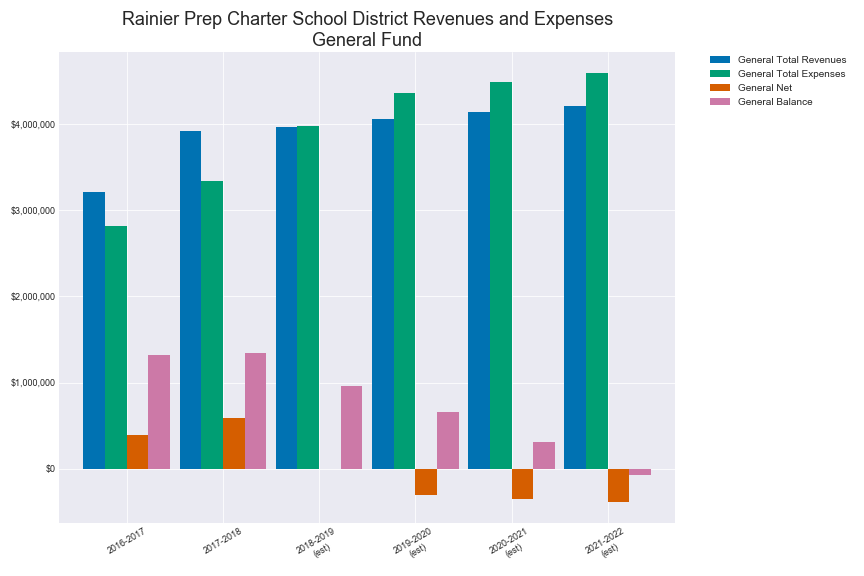 Rainier Prep Charter School District Revenues and Expenses
General Fund
General Total Revenues
General Total Expenses
General Net
General Balance
$4,000,000
$3,000,000
$2,000,000
$1,000,000
$0
2016-2017
2017-2018
2018-2019
(est)
2019-2020
(est)
2020-2021
(est)
2021-2022
(est)